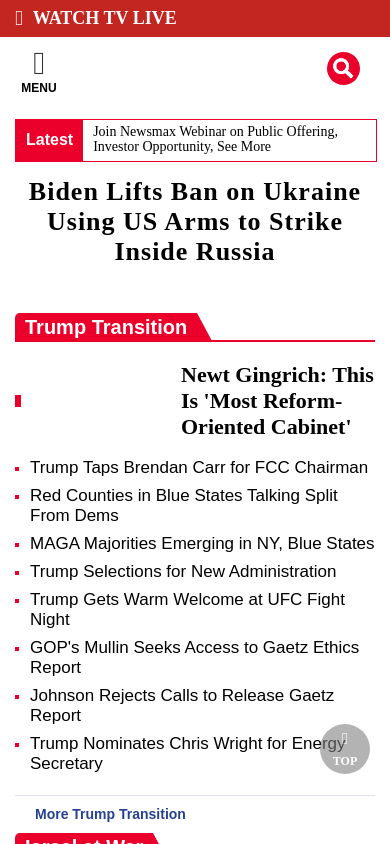 WATCH TV LIVE
MENU
Latest
Join Newsmax Webinar on Public Offering,
Investor Opportunity, See More
Biden Lifts Ban on Ukraine
Using US Arms to Strike
Inside Russia
Trump Transition
Newt Gingrich: This
Is 'Most Reform-
Oriented Cabinet'
Trump Taps Brendan Carr for FCC Chairman
Red Counties in Blue States Talking Split
From Dems
MAGA Majorities Emerging in NY, Blue States
Trump Selections for New Administration
Trump Gets Warm Welcome at UFC Fight
Night
GOP's Mullin Seeks Access to Gaetz Ethics
Report
Johnson Rejects Calls to Release Gaetz
Report
Trump Nominates Chris Wright for Energy
Secretary
TOP
More Trump Transition
Israel at War